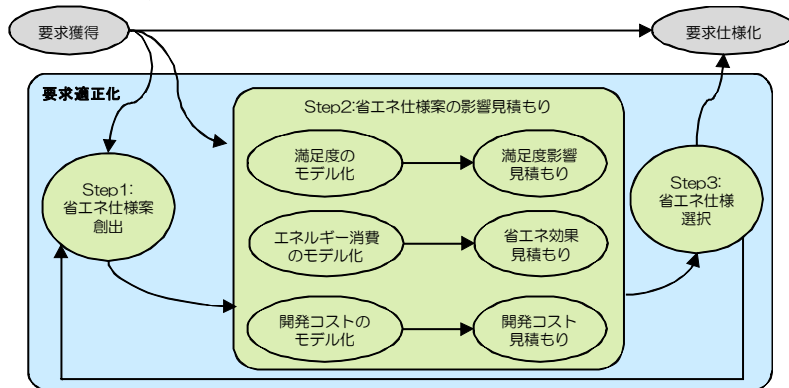 要求獲得
要求仕様化
要求適正化
Step2:省エネ仕様案の影響見積もり
Step1:
省エネ仕様案
創出
満足度の
モデル化
満足度影響
見積もり
エネルギー消費
のモデル化
省エネ効果
見積もり
開発コストの
モデル化
開発コスト
見積もり
Step3:
省エネ仕様
選択